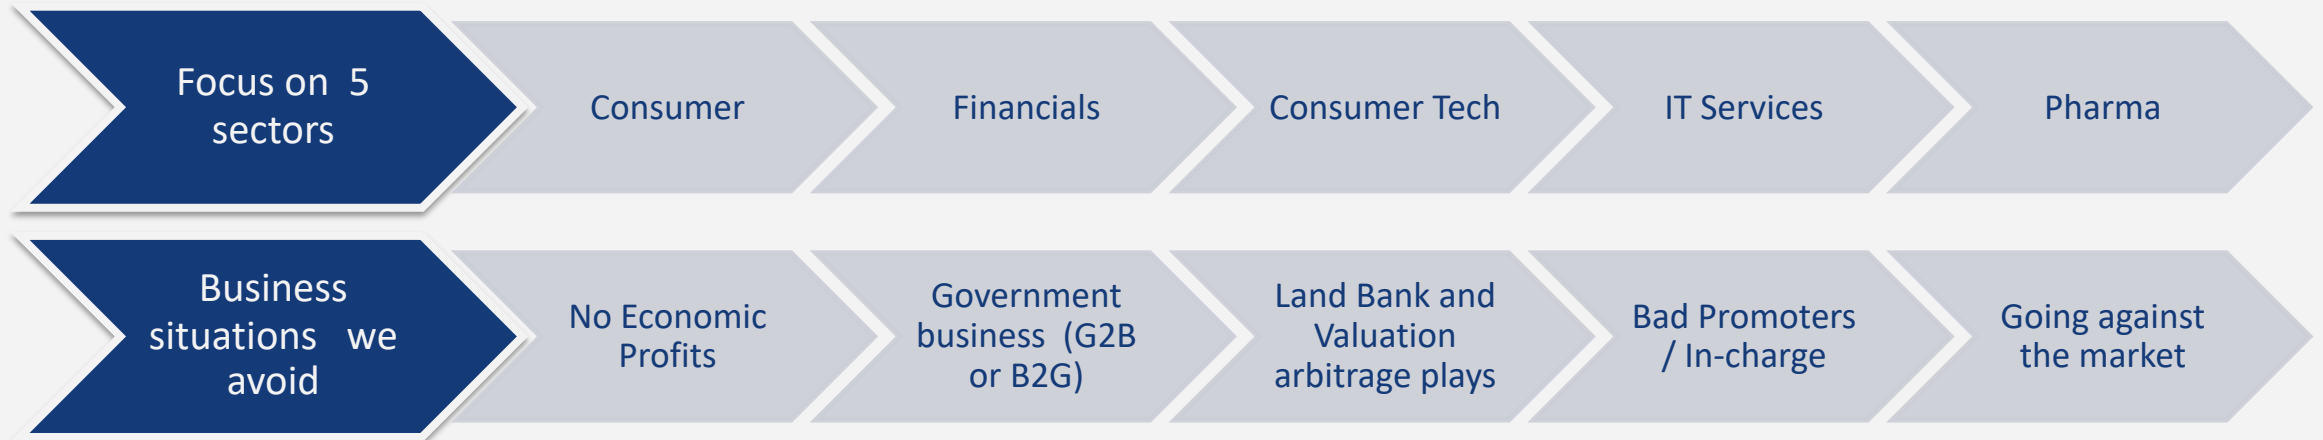 Focus on 5
sectors
Consumer
Financials
Consumer Tech
IT Services
Pharma
Business
situations we
avoid
No Economic
Profits
Government
business (G2B
or B2G)
Land Bank and
Valuation
arbitrage plays
Bad Promoters
/ In-charge
Going against
the market